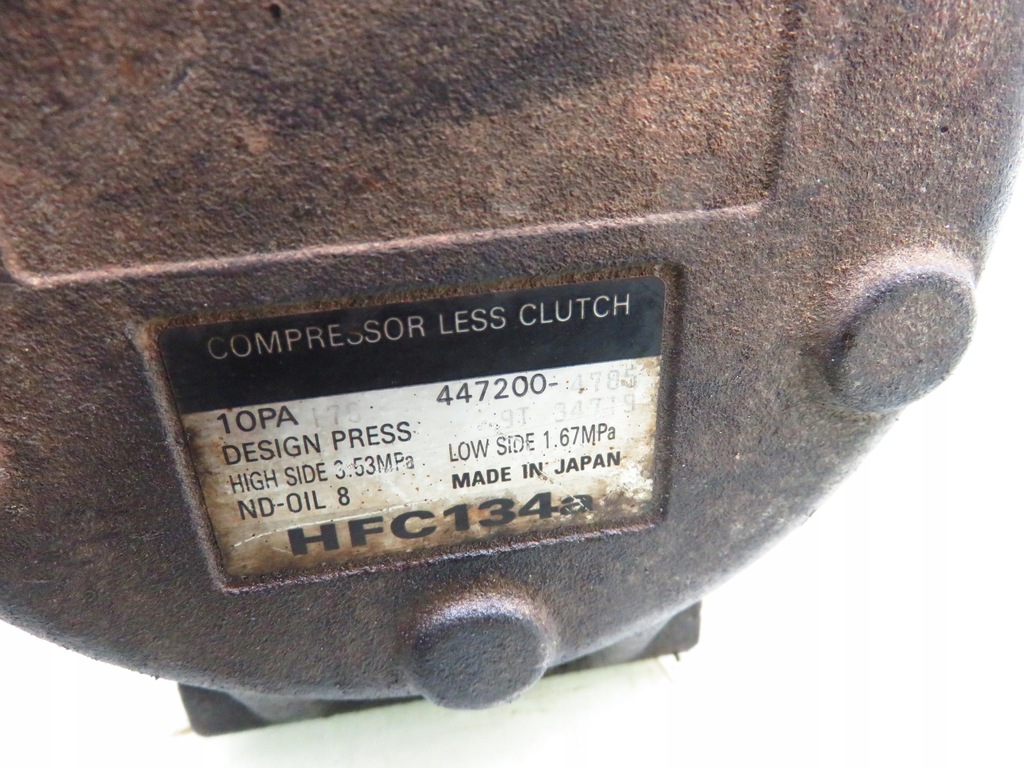 COMPRESSOR LESS CLUTCH
10PA 447200-4785
DESIGN PRESS
HIGH SIDE 3.53MPa LOW SIDE 1.67MPa
ND-OIL 8 MADE IN JAPAN
HFC134a